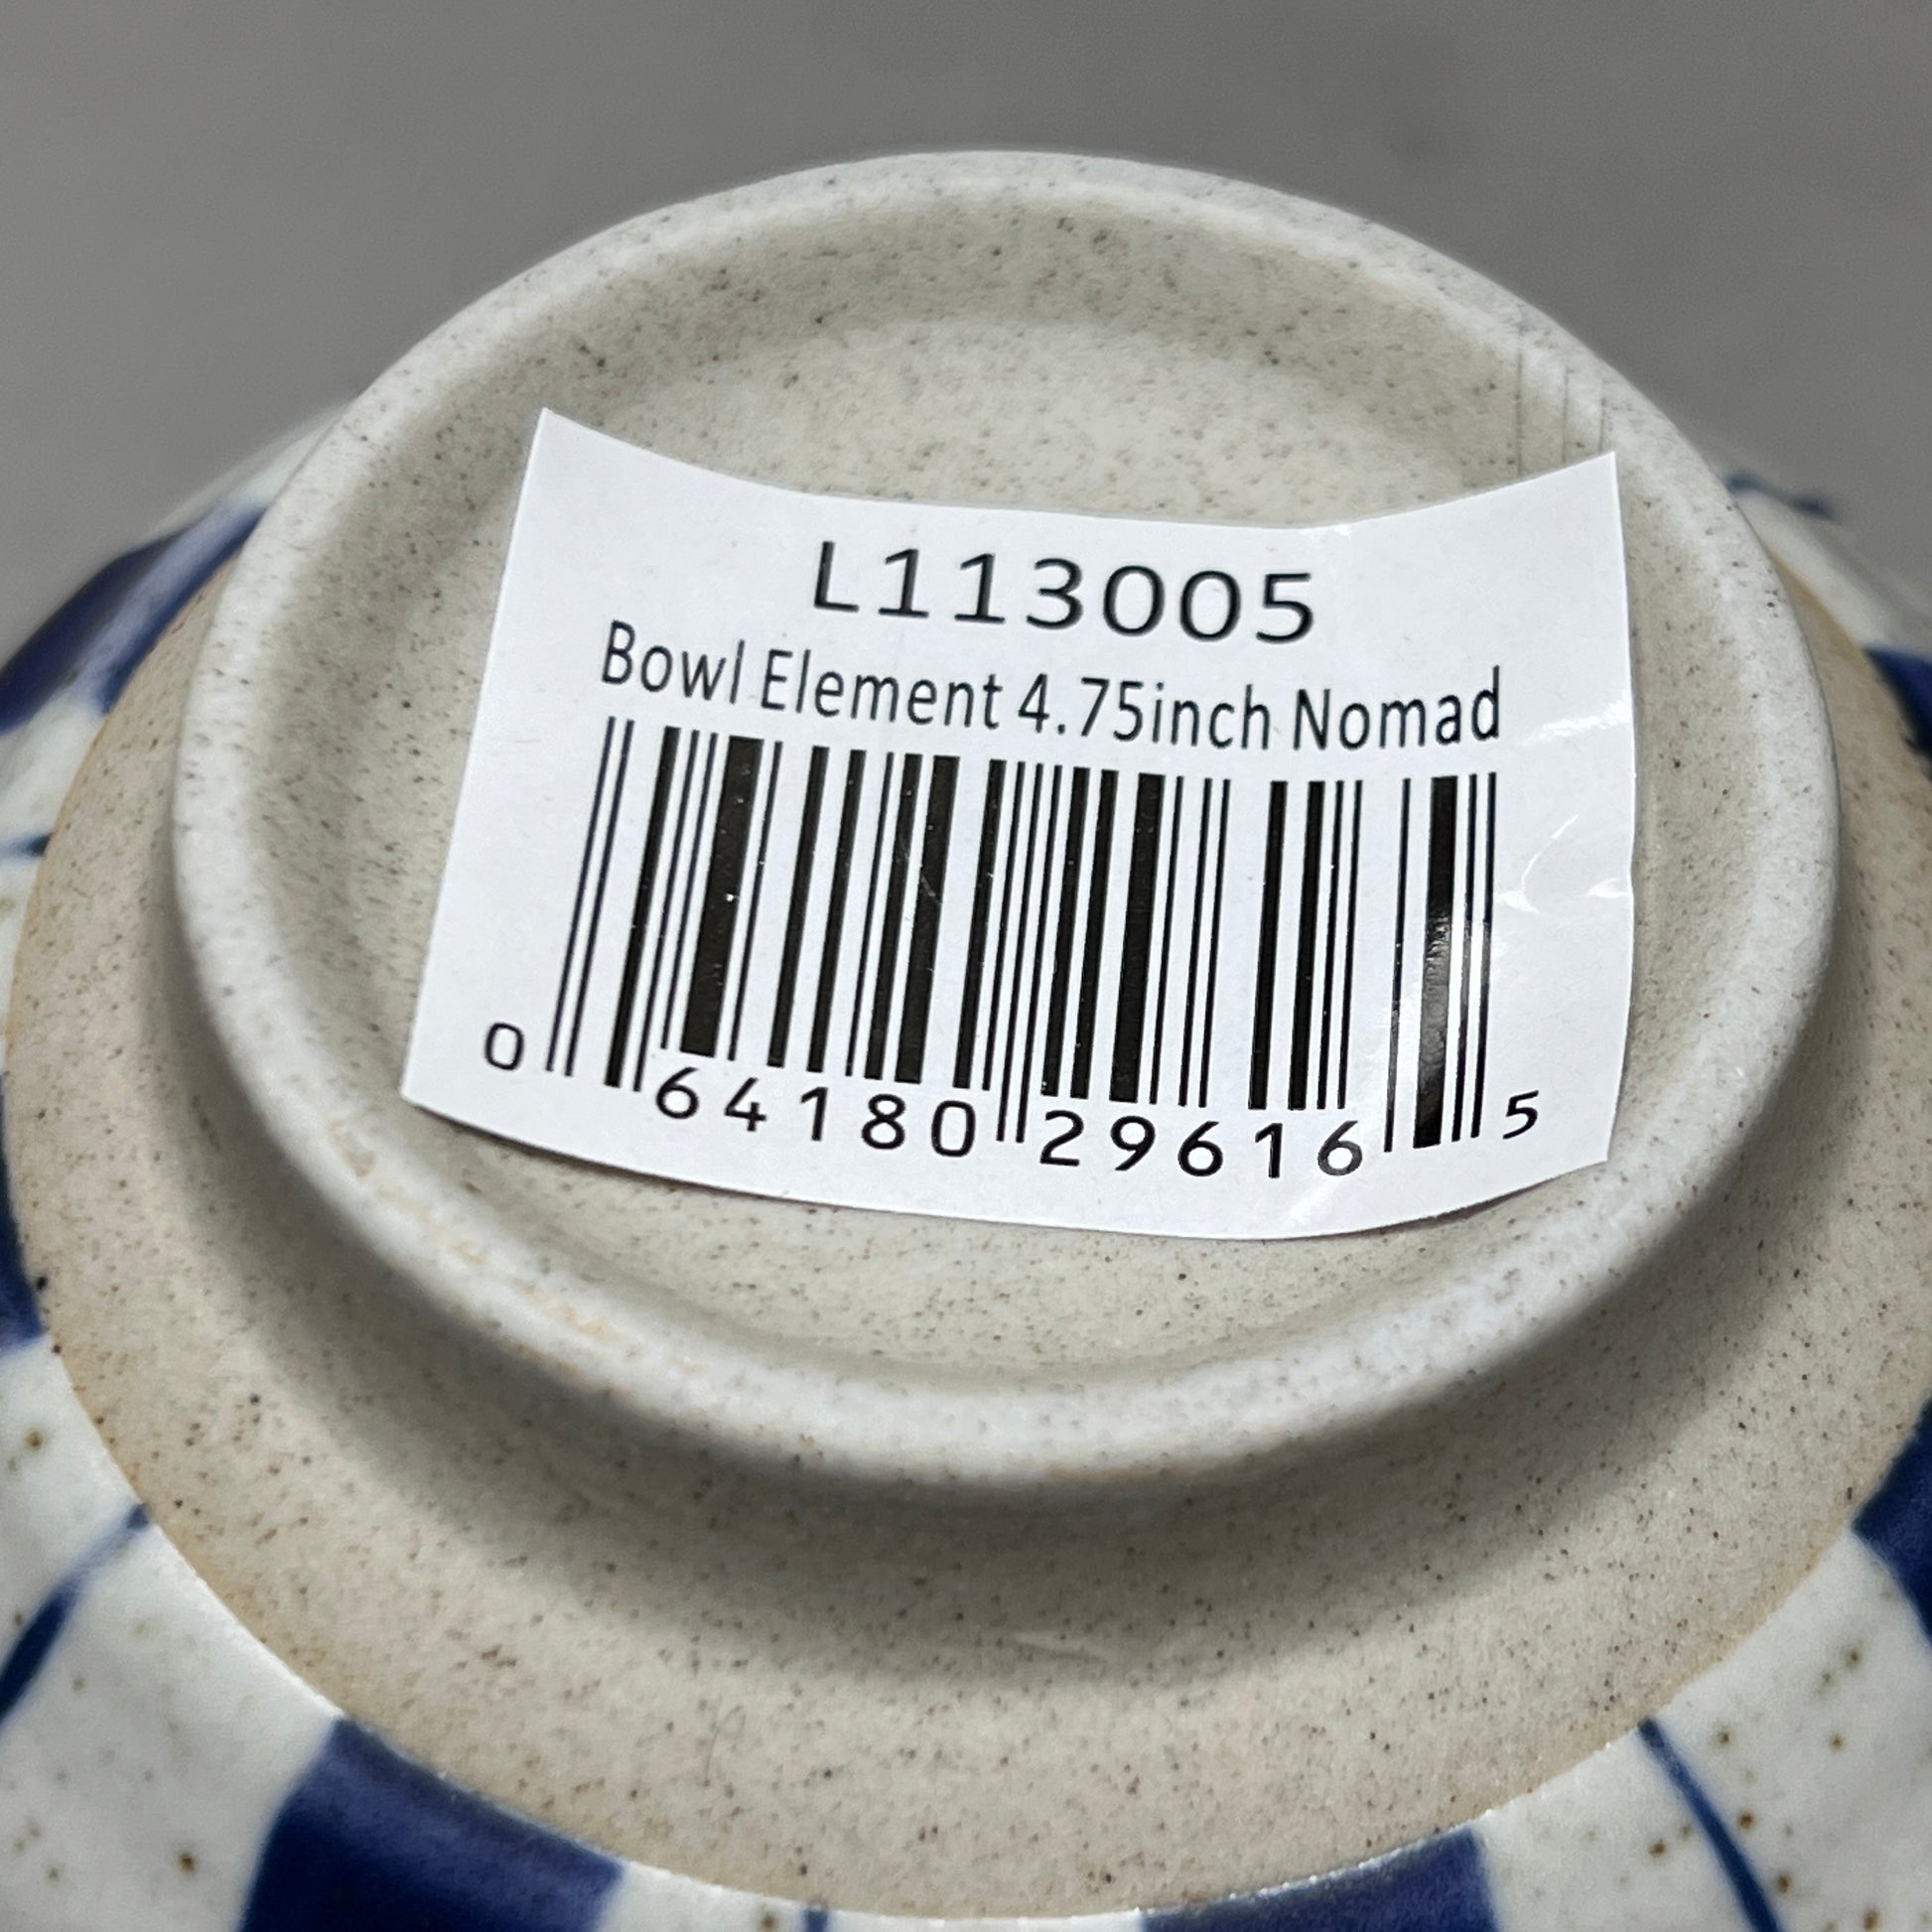 L113005
Bowl Element 4.75inch Nomad
0 64180 29616 5